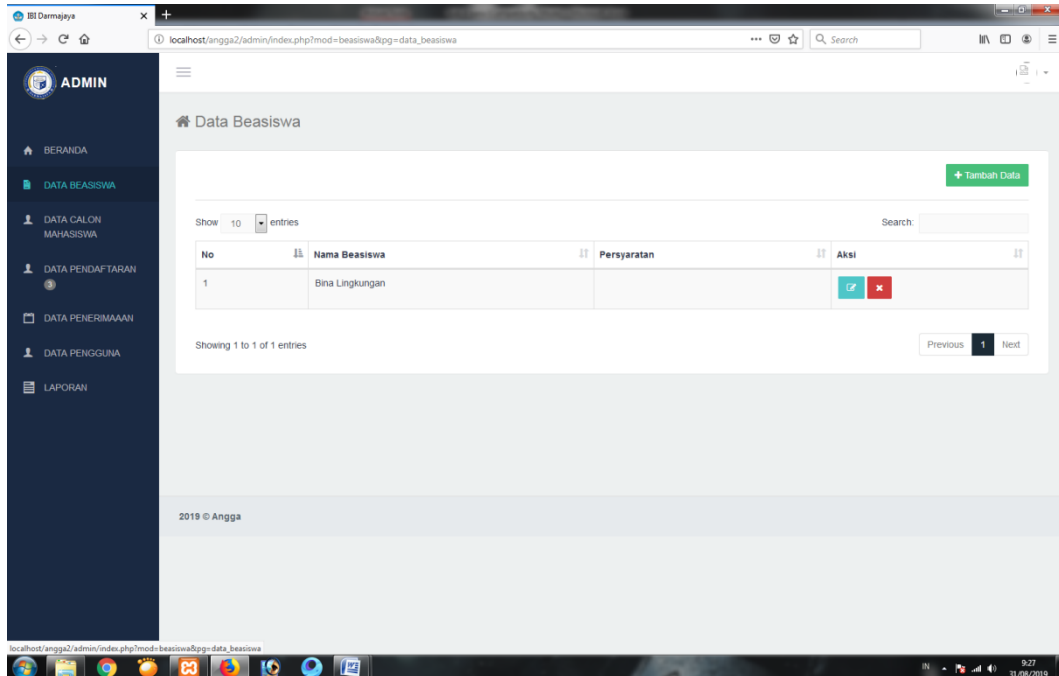 IBI Darmajaya
localhost/angga2/admin/index.php?mod=beasiswa&pg=data_beasiswa
Search
ADMIN
Data Beasiswa
BERANDA
DATA BEASISWA
DATA CALON
MAHASISWA
DATA PENDAFTARAN
3
DATA PENERIMAAAN
DATA PENGGUNA
LAPORAN
+ Tambah Data
Show 10 entries
Search:
No Nama Beasiswa Persyaratan Aksi
1 Bina Lingkungan
Showing 1 to 1 of 1 entries
Previous 1 Next
2019 © Angga
localhost/angga2/admin/index.php?mod=beasiswa&pg=data_beasiswa
IN
9:27
31/08/2019